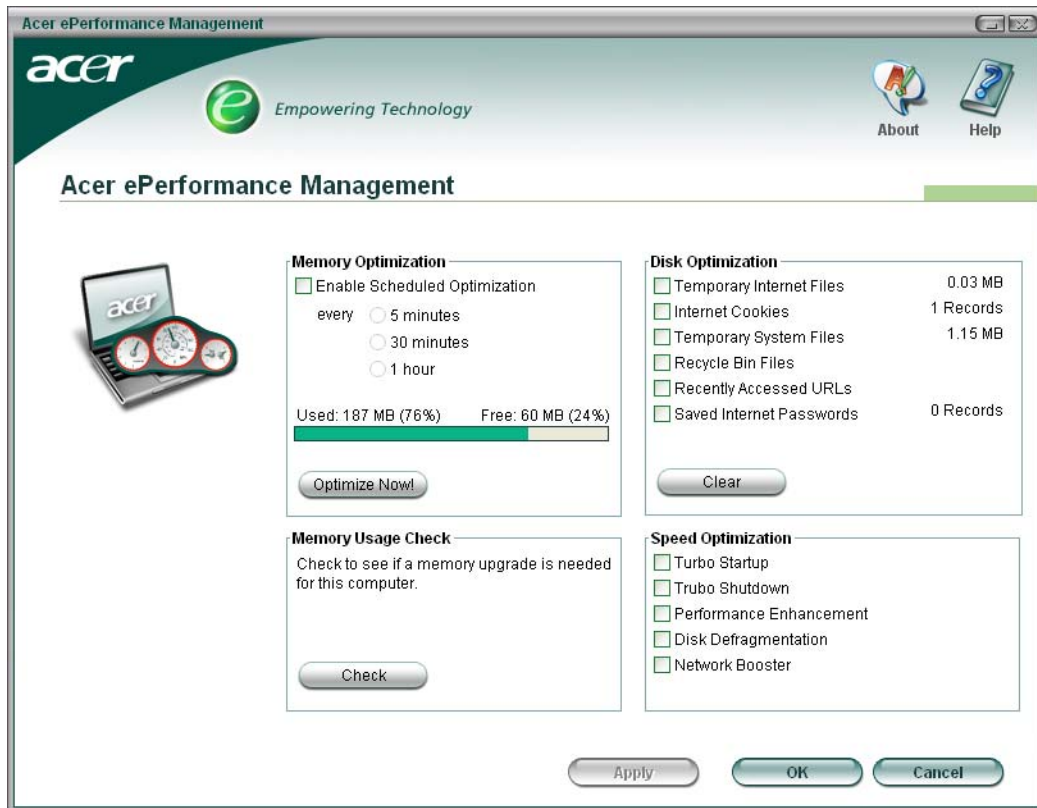 Acer ePerformance Management
acer
e Empowering Technology
About Help
Acer ePerformance Management
Memory Optimization
Enable Scheduled Optimization
every 5 minutes
30 minutes
1 hour
Used: 187 MB (76%) Free: 60 MB (24%)
Optimize Now!
Disk Optimization
Temporary Internet Files 0.03 MB
Internet Cookies 1 Records
Temporary System Files 1.15 MB
Recycle Bin Files
Recently Accessed URLs
Saved Internet Passwords 0 Records
Clear
acer
Memory Usage Check
Check to see if a memory upgrade is needed
for this computer.
Check
Speed Optimization
Turbo Startup
Trubo Shutdown
Performance Enhancement
Disk Defragmentation
Network Booster
Apply OK Cancel